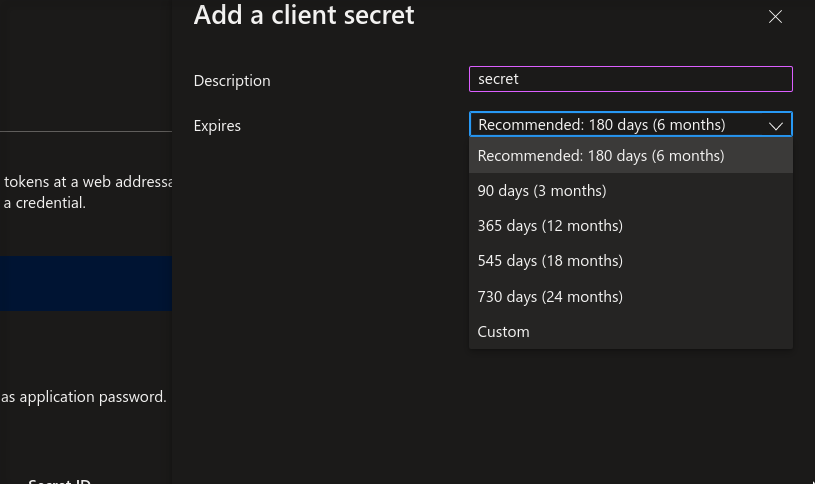 Add a client secret
Description
secret
Expires
Recommended: 180 days (6 months)
Recommended: 180 days (6 months)
90 days (3 months)
365 days (12 months)
545 days (18 months)
730 days (24 months)
Custom
tokens at a web addressa
a credential.
as application password.
Secret ID